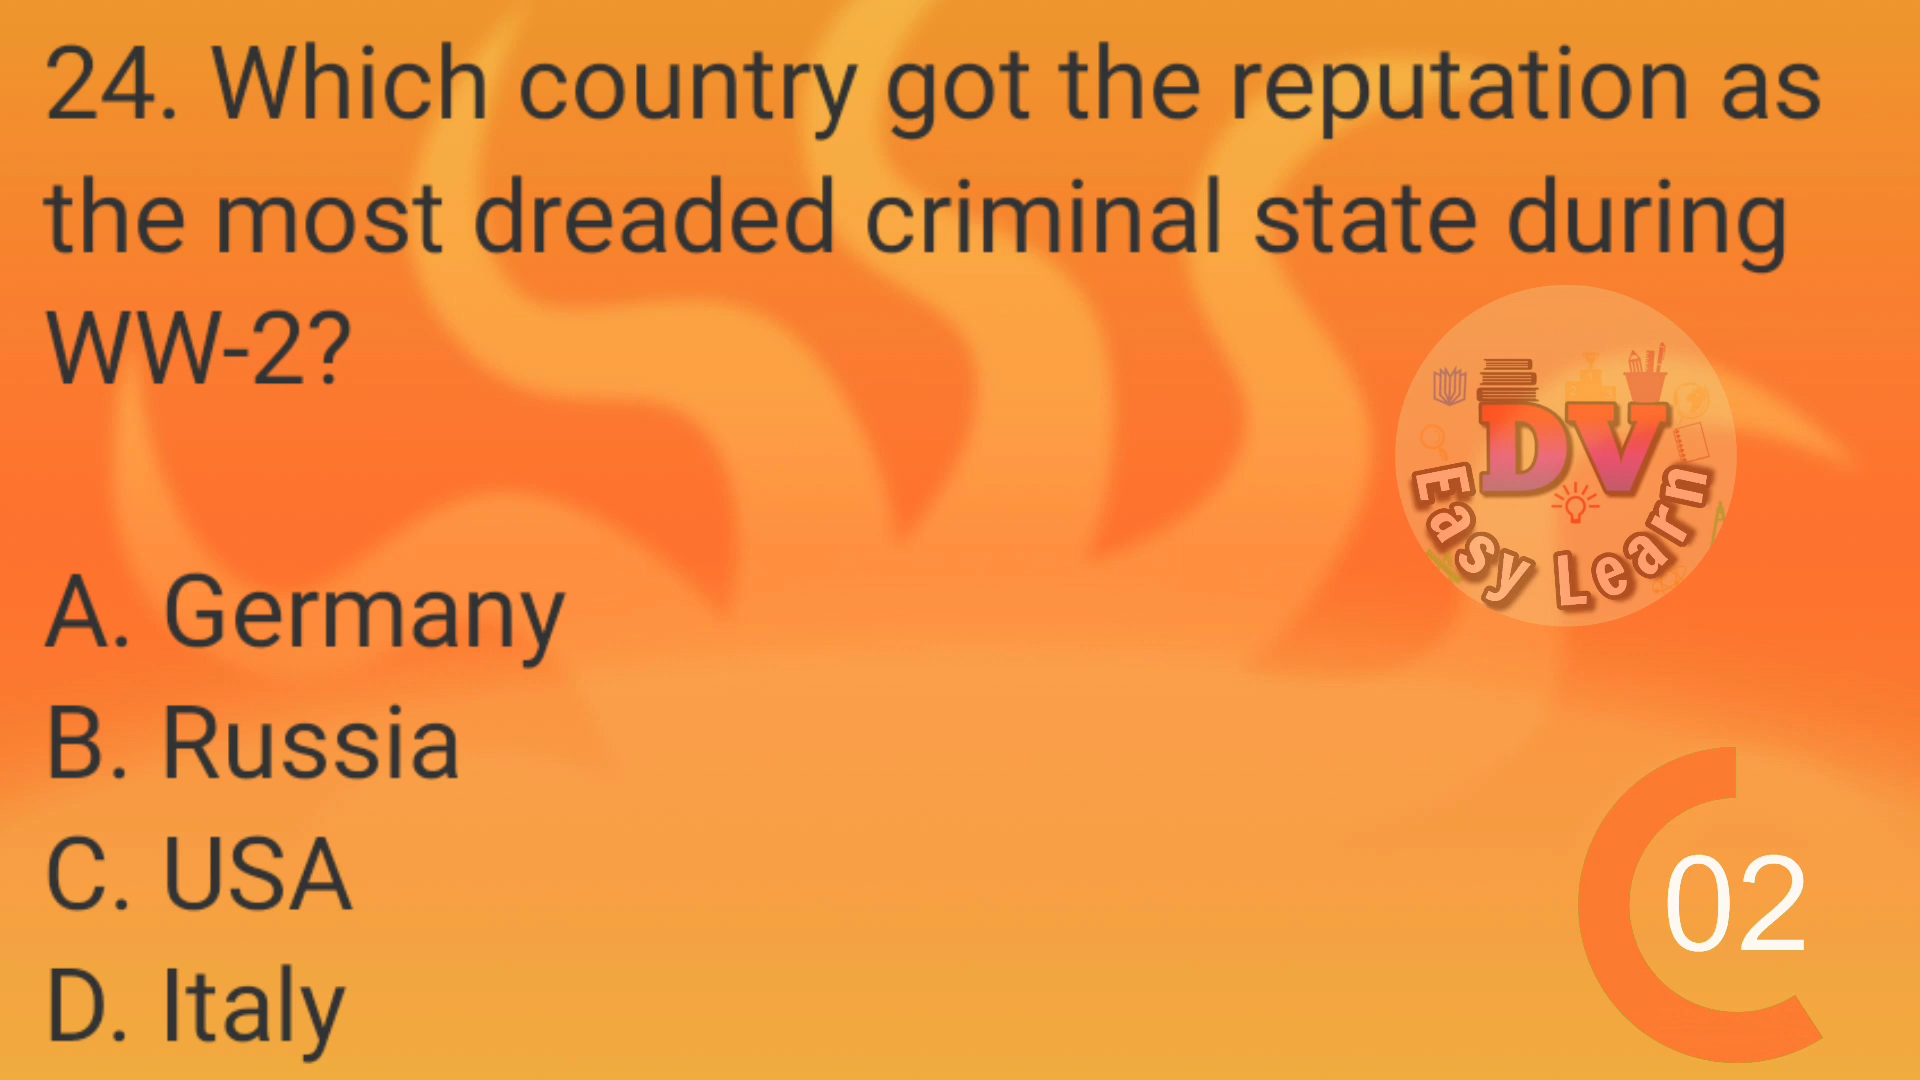 24. Which country got the reputation as
the most dreaded criminal state during
WW-2?
DV
Easy Learn
A. Germany
B. Russia
C. USA
D. Italy
02